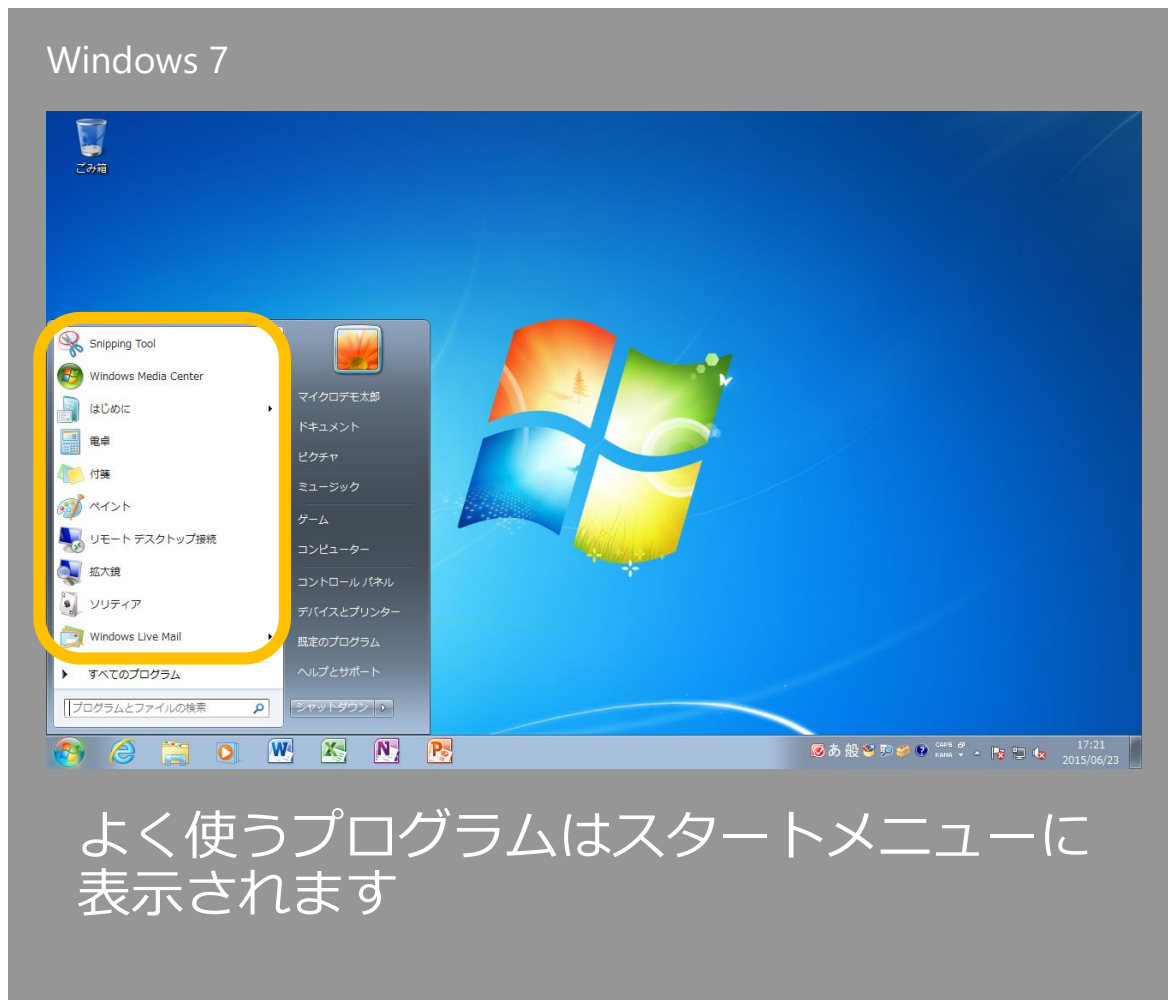 Windows 7
ごみ箱
Snipping Tool
Windows Media Center
はじめに
電卓
付箋
ペイント
リモート デスクトップ接続
拡大鏡
ソリティア
Windows Live Mail
すべてのプログラム
プログラムとファイルの検索
マイクロデモ太郎
ドキュメント
ピクチャ
ミュージック
ゲーム
コンピューター
コントロール パネル
デバイスとプリンター
既定のプログラム
ヘルプとサポート
シャットダウン
あ 般
CAPS
KANA
17:21
2015/06/23
よく使うプログラムはスタートメニューに
表示されます